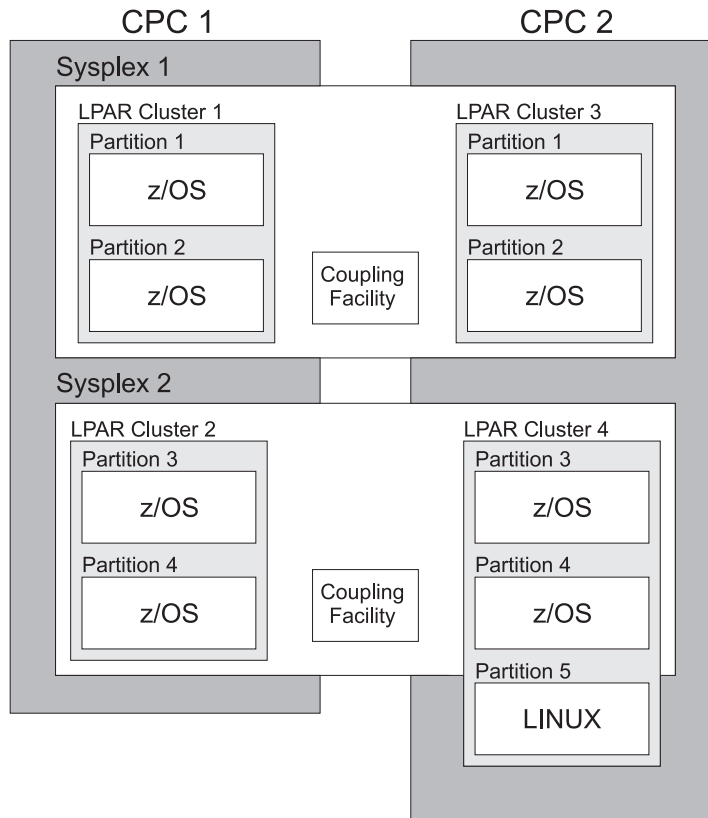 CPC 1
CPC 2
Sysplex 1
LPAR Cluster 1
Partition 1
z/OS
Partition 2
z/OS
Coupling
Facility
LPAR Cluster 3
Partition 1
z/OS
Partition 2
z/OS
Sysplex 2
LPAR Cluster 2
Partition 3
z/OS
Partition 4
z/OS
Coupling
Facility
LPAR Cluster 4
Partition 3
z/OS
Partition 4
z/OS
Partition 5
LINUX